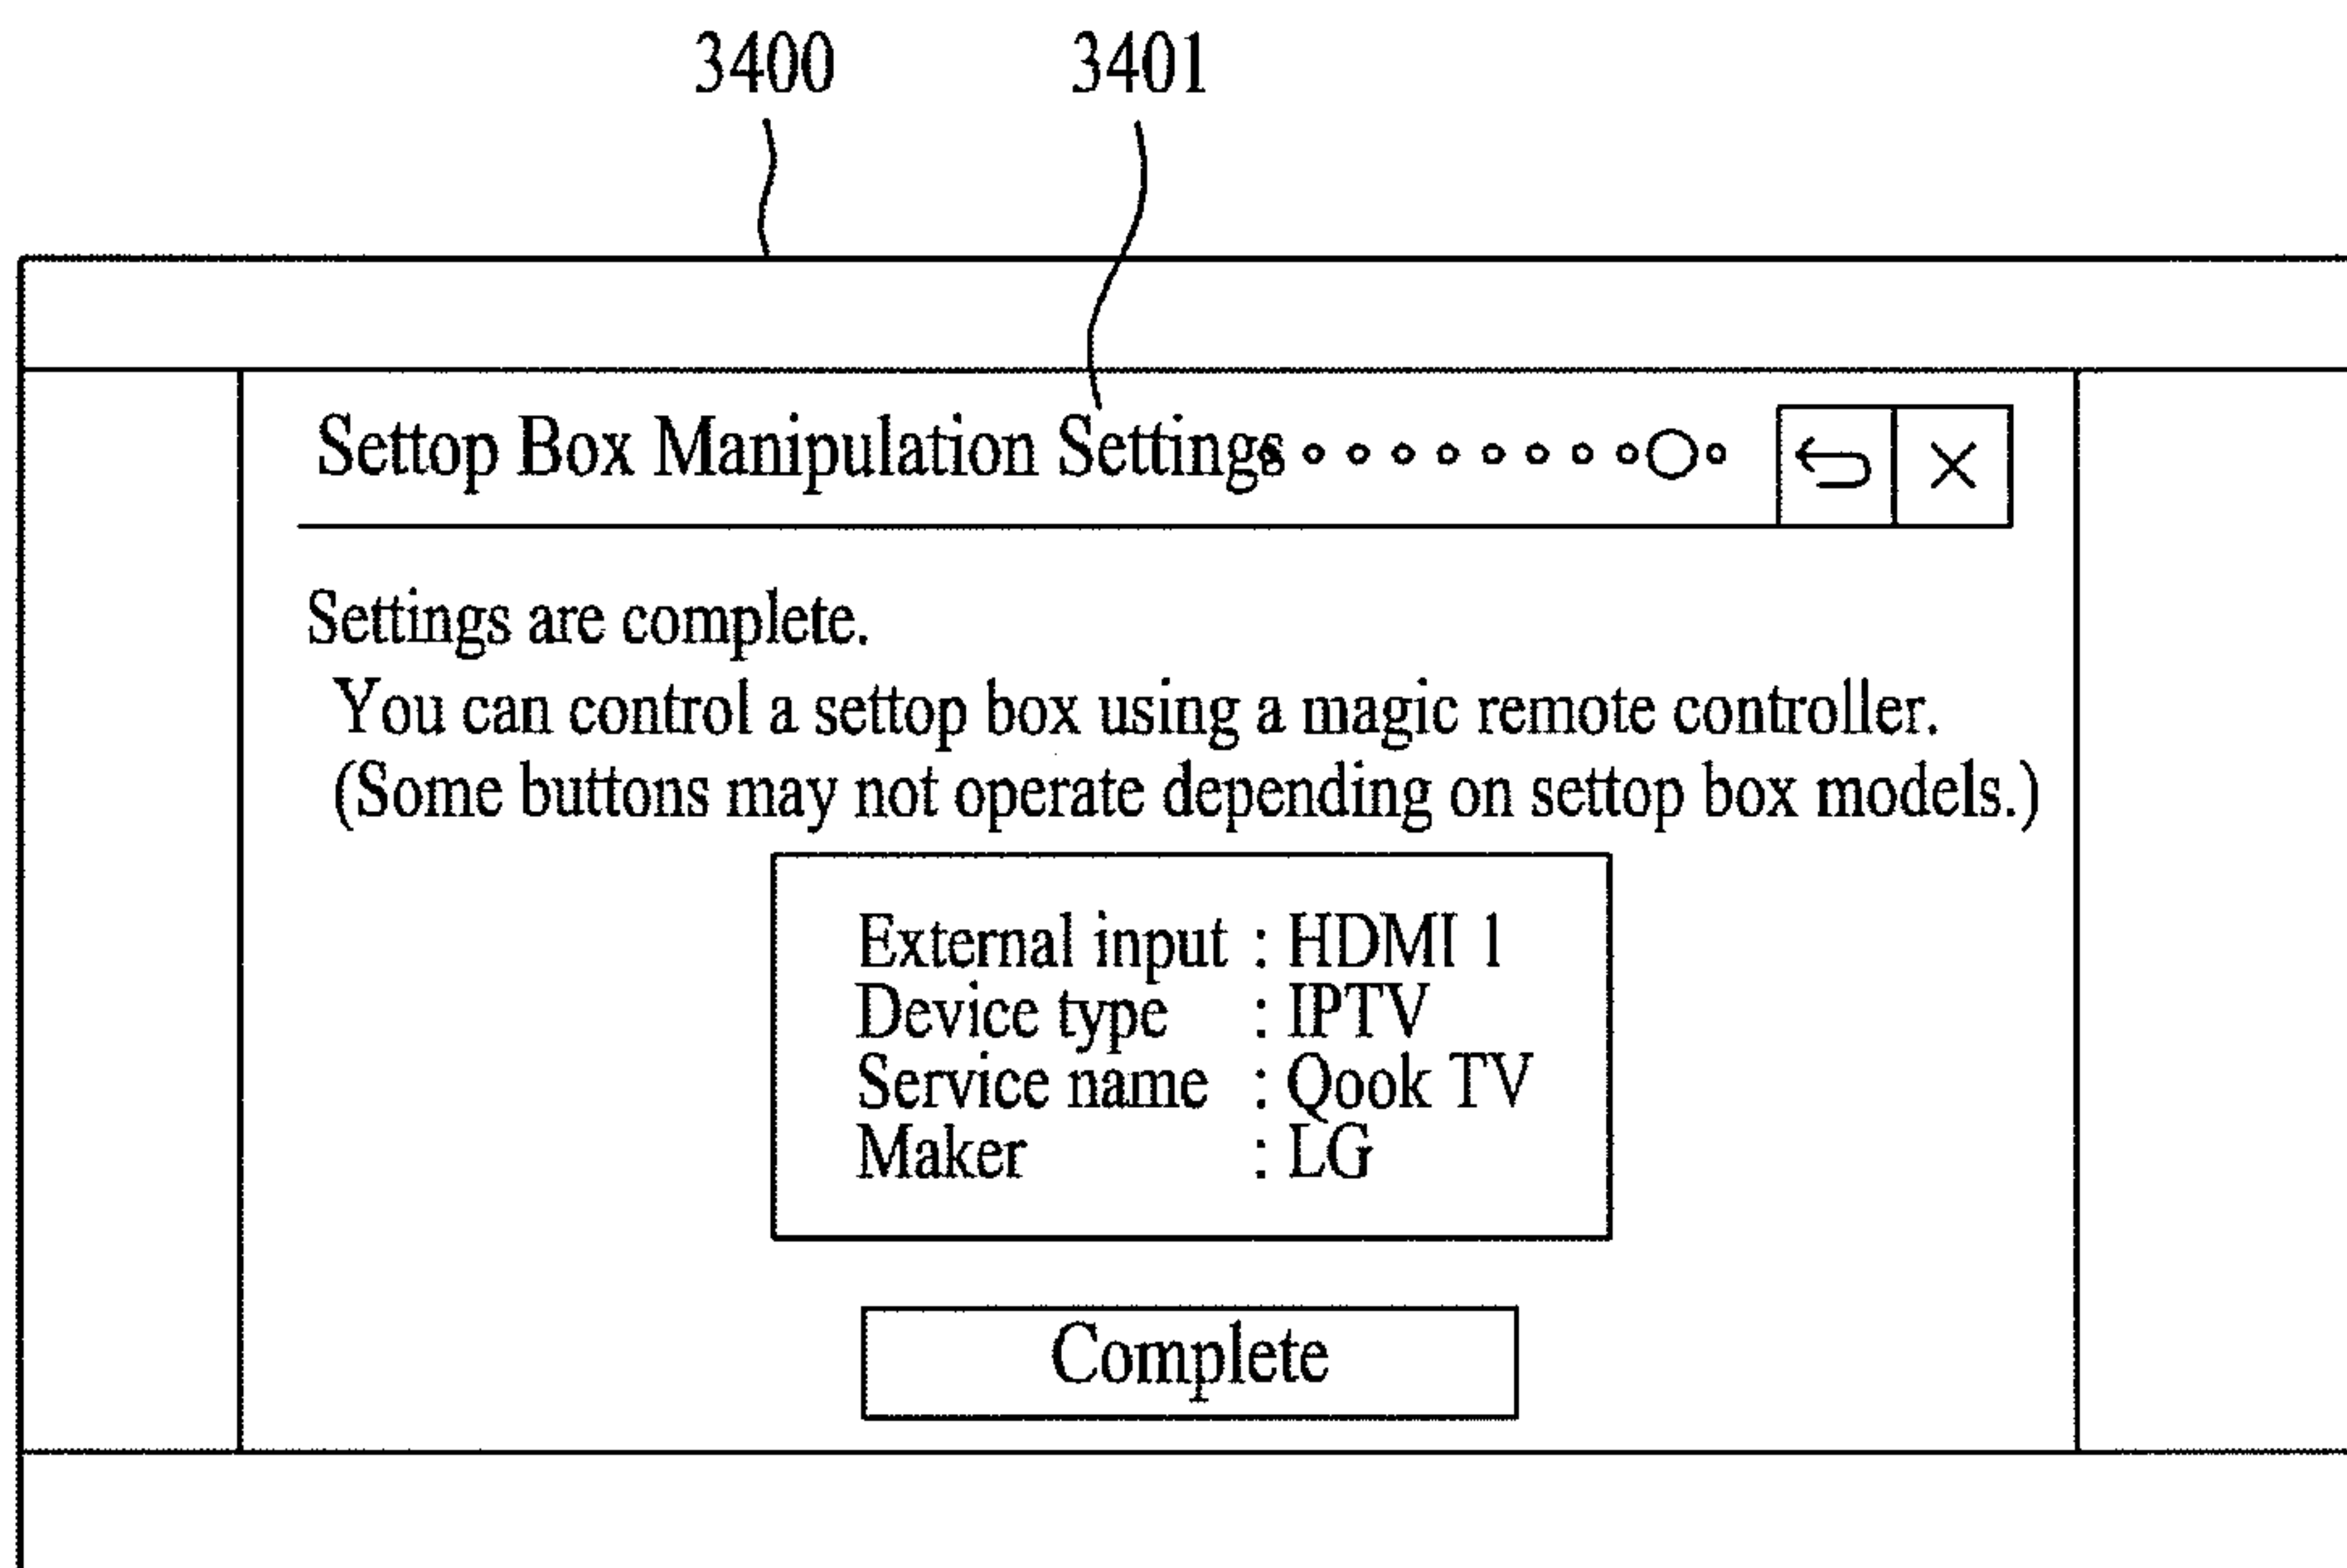 3400 3401
Settop Box Manipulation Settings
Settings are complete.
You can control a settop box using a magic remote controller.
(Some buttons may not operate depending on settop box models.)
External input : HDMI 1
Device type : IPTV
Service name : Qook TV
Maker : LG
Complete